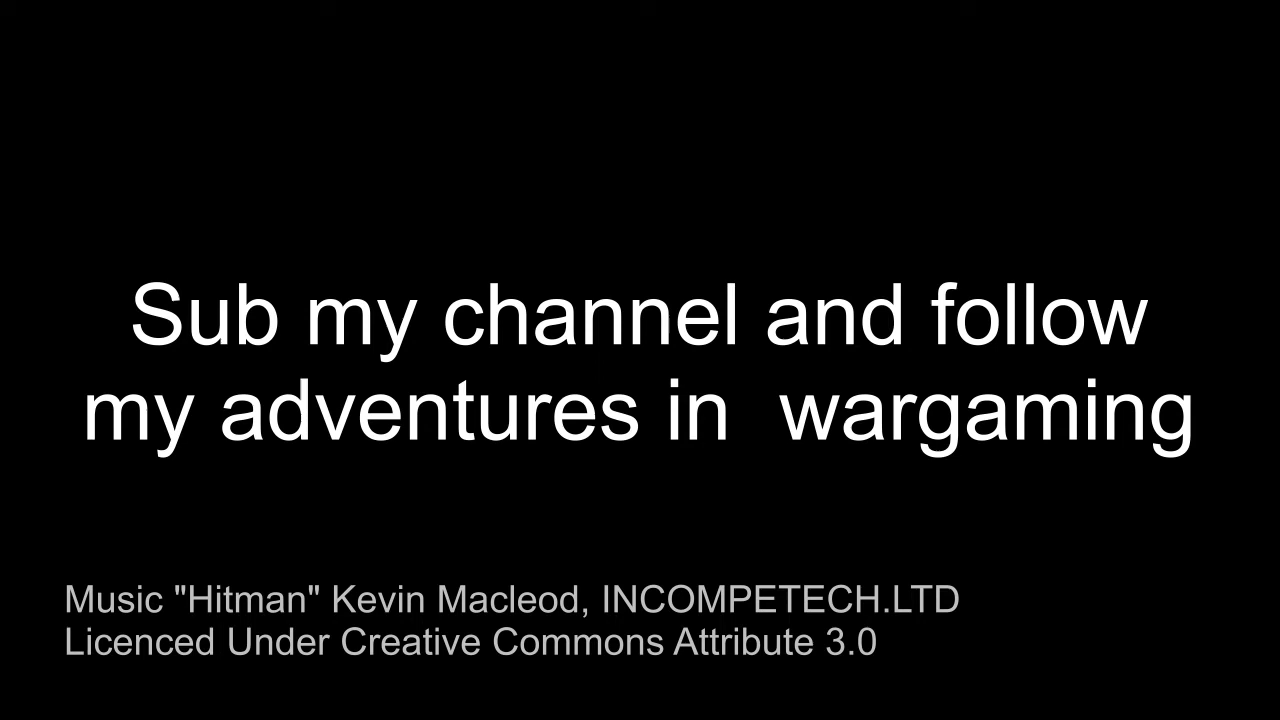 Sub my channel and follow
my adventures in  wargaming
Music "Hitman" Kevin Macleod, INCOMPETECH.LTD
Licenced Under Creative Commons Attribute 3.0